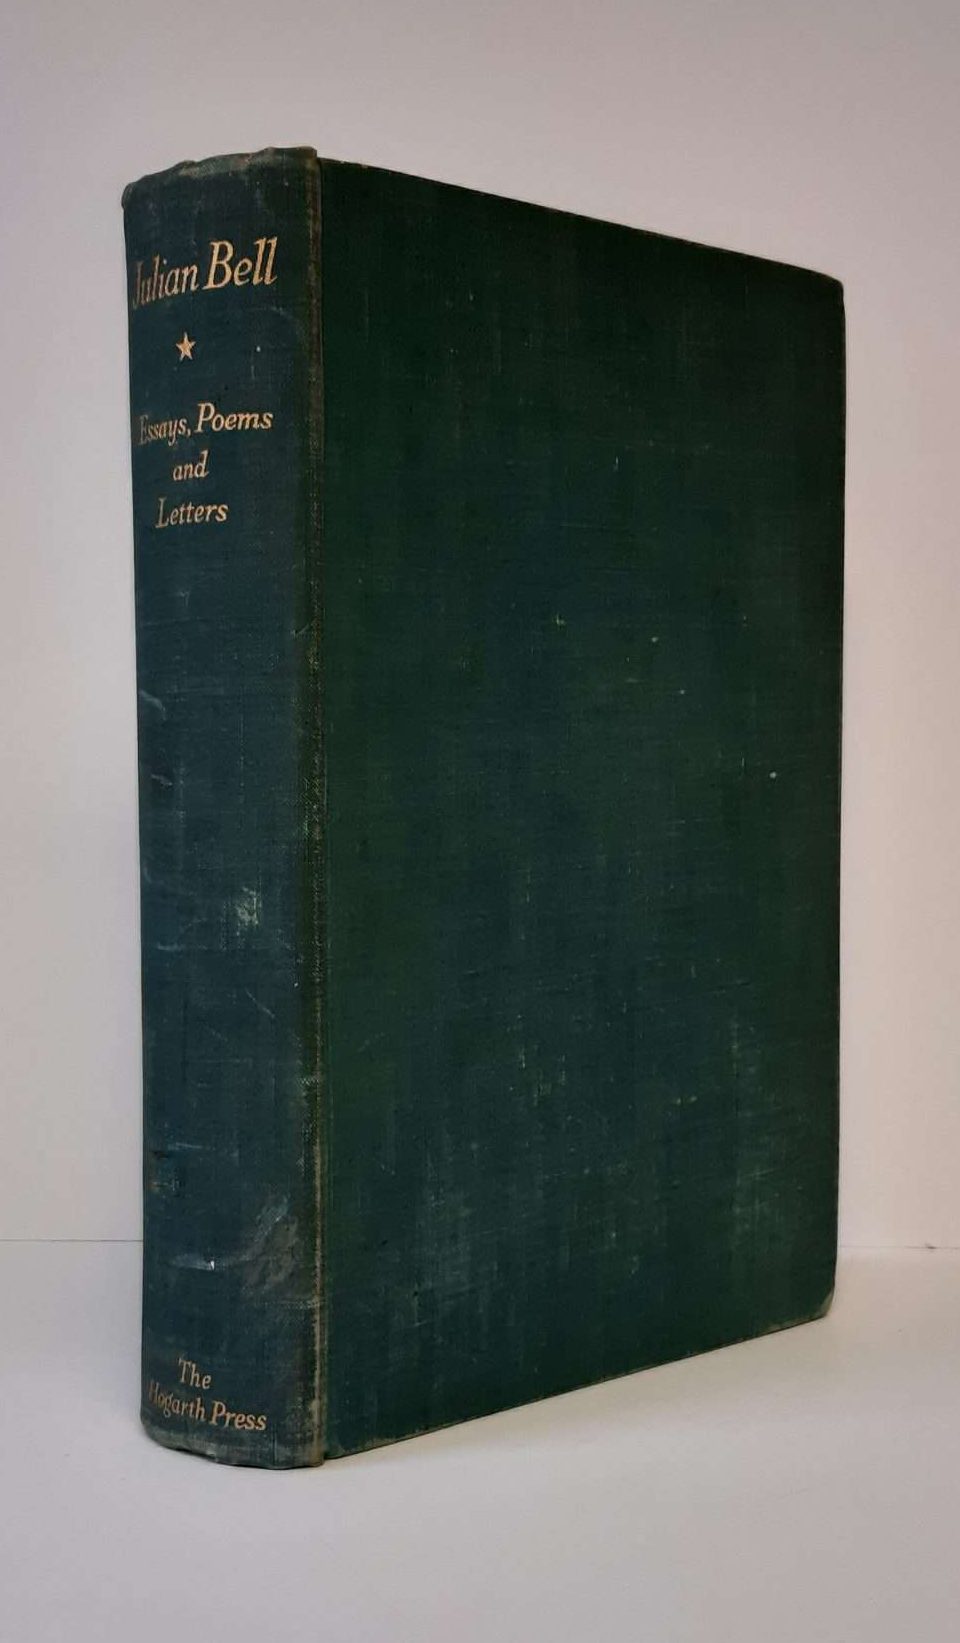 Julian Bell
Essays, Poems
and
Letters
The
Hogarth Press